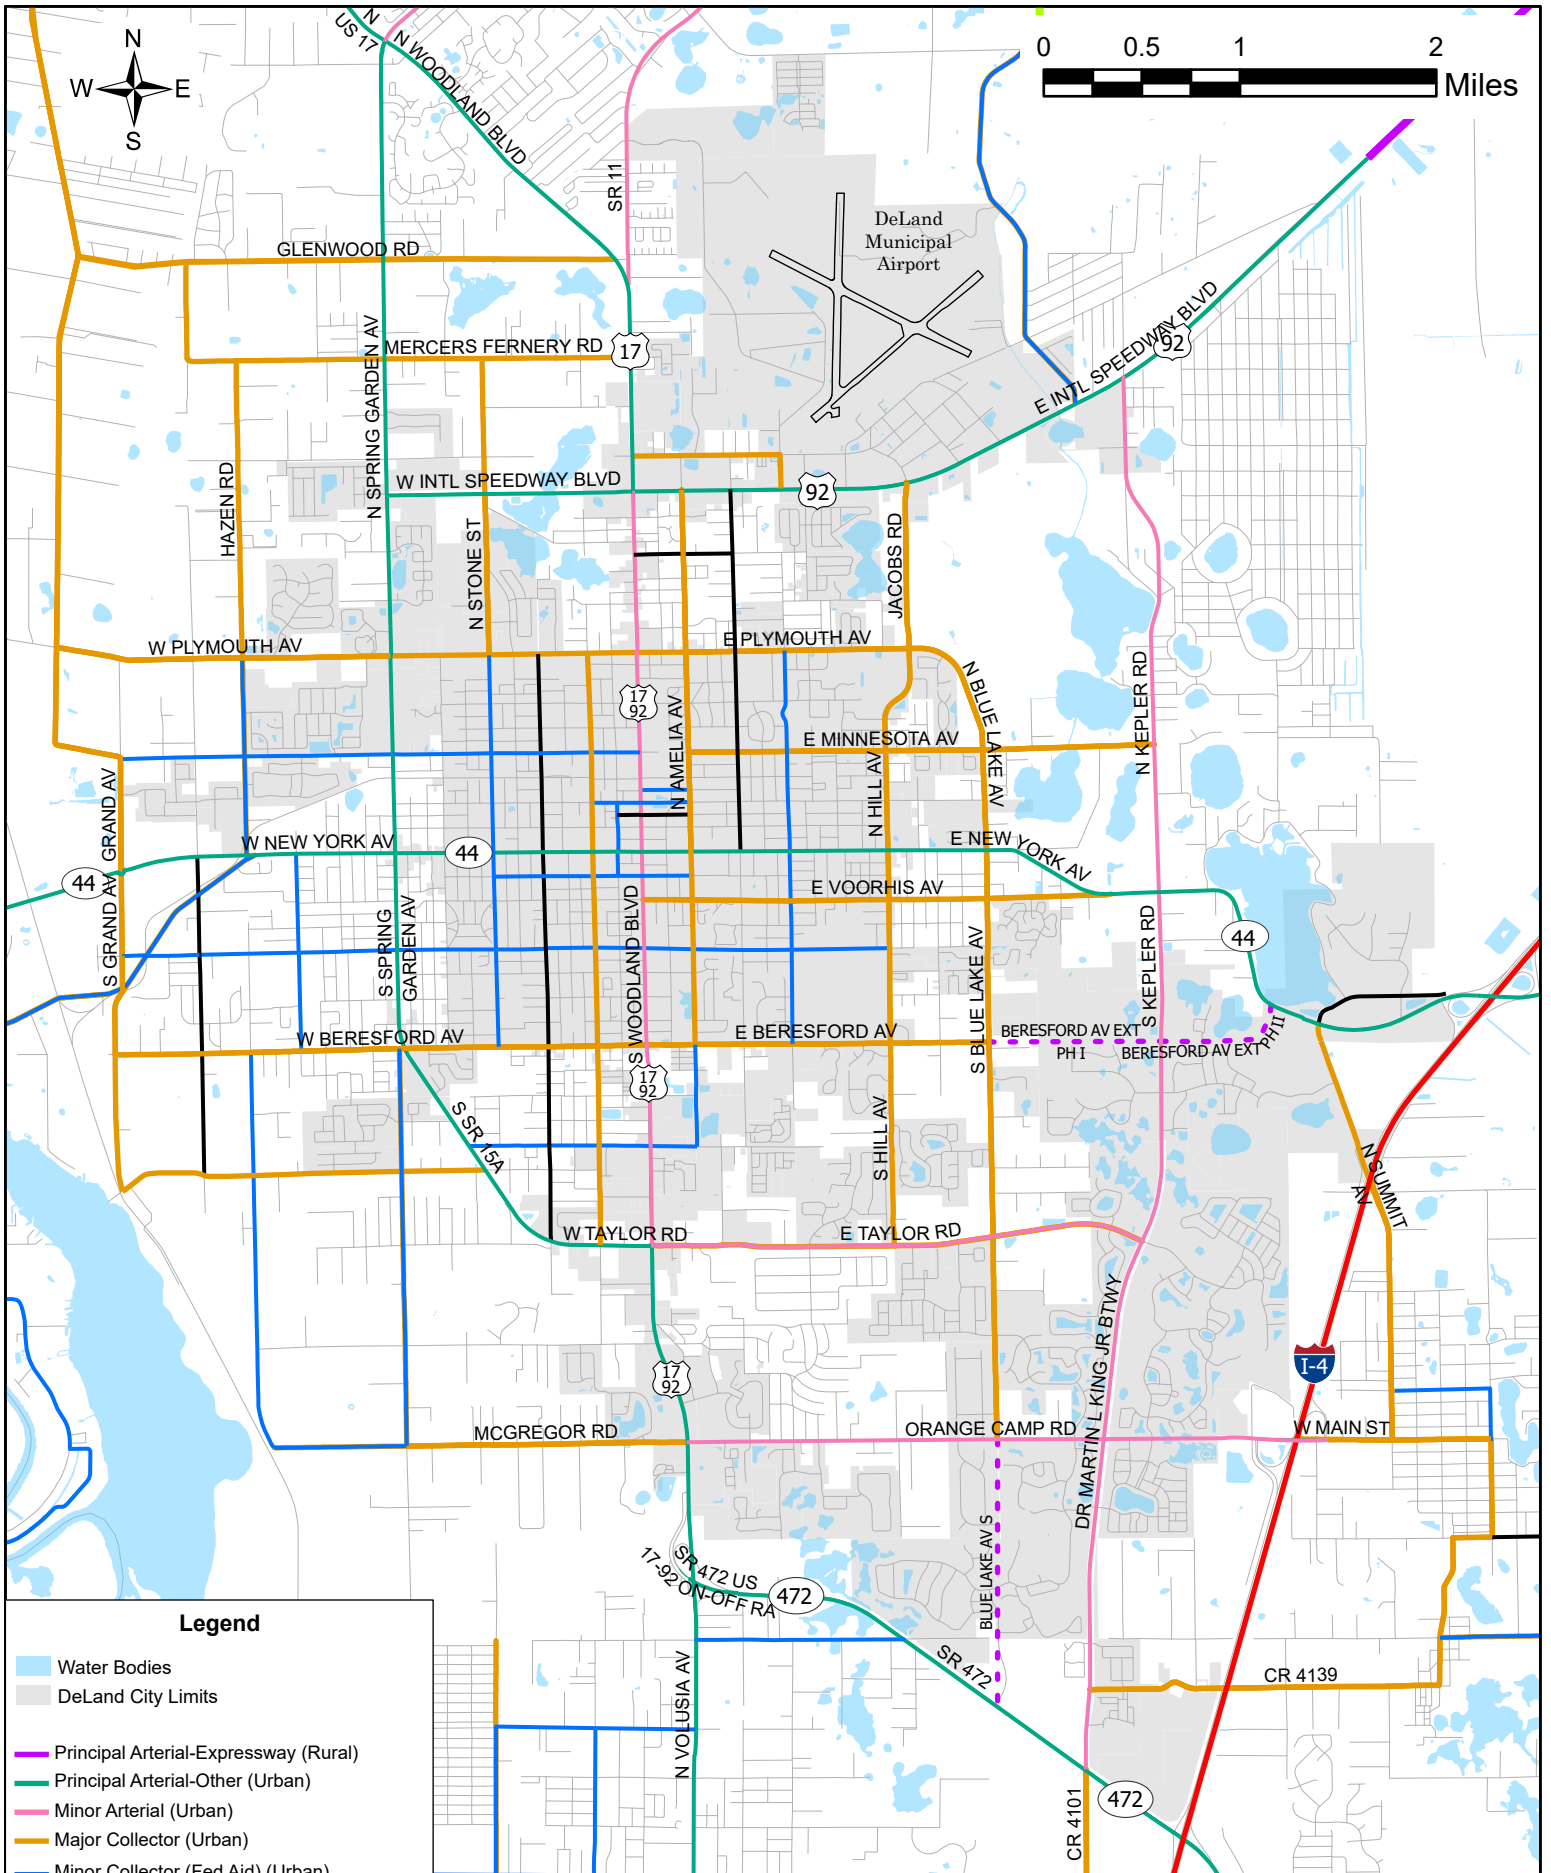 N
W
E
S
0
0.5
1
2
Miles
N
US 17
N WOODLAND BLVD
SR 11
DeLand
Municipal
Airport
GLENWOOD RD
N SPRING GARDEN AV
MERCERS FERNERY RD
17
92
E INTL SPEEDWAY BLVD
HAZEN RD
W INTL SPEEDWAY BLVD
92
N STONE ST
JACOBS RD
W PLYMOUTH AV
E PLYMOUTH AV
N BLUE LAKE AV
N KEPLER RD
17
92
N AMELIA AV
E MINNESOTA AV
N HILL AV
GRAND AV
W NEW YORK AV
44
44
E NEW YORK AV
S GRAND AV
E VOORHIS AV
S SPRING
GARDEN AV
S WOODLAND BLVD
S BLUE LAKE AV
S KEPLER RD
44
W BERESFORD AV
E BERESFORD AV
BERESFORD AV EXT
PH I
BERESFORD AV EXT
PH II
17
92
S SR 15A
S HILL AV
N SUMMIT
AV
W TAYLOR RD
E TAYLOR RD
DR MARTIN L KING JR BTWY
I-4
17
92
MCGREGOR RD
ORANGE CAMP RD
W MAIN ST
BLUE LAKE AV S
SR 472 US
17-92 ON-OFF RA
472
SR 472
N VOLUSIA AV
CR 4139
CR 4101
472
Legend
Water Bodies
DeLand City Limits
Principal Arterial-Expressway (Rural)
Principal Arterial-Other (Urban)
Minor Arterial (Urban)
Major Collector (Urban)
Minor Collector (Fed Aid) (Urban)